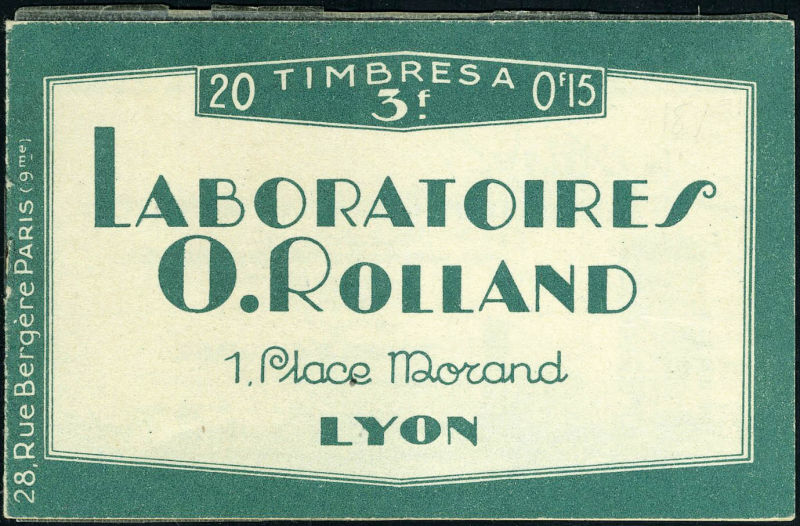 20 TIMBRES A 0F15
3f.
LABORATOIRES
O. ROLLAND
1, Place Morand
LYON
28, Rue Bergère PARIS (9me)